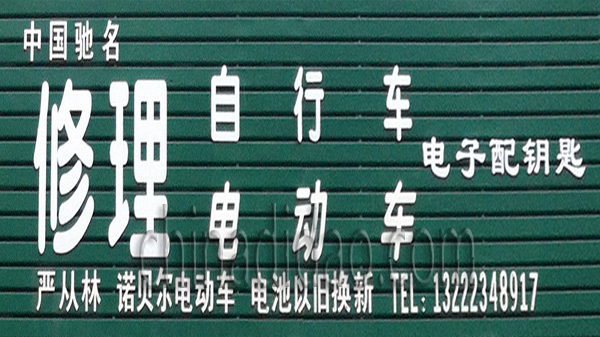 中国驰名
修理 自行车
电动车
电子配钥匙
严从林 诺贝尔电动车 电池以旧换新 TEL:13222348917